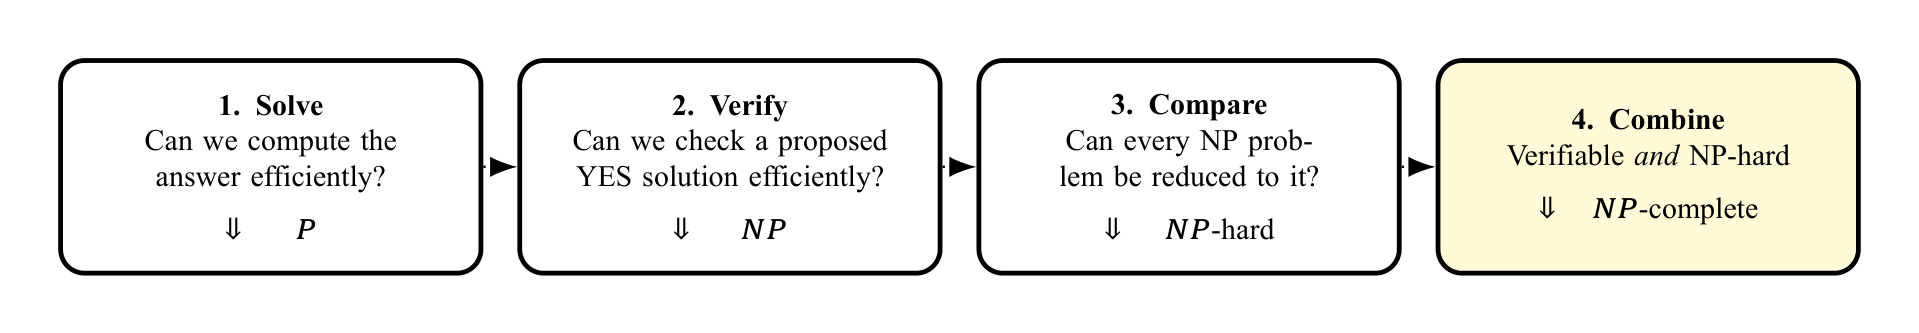 1. Solve
Can we compute the
answer efficiently?
⇓ P
2. Verify
Can we check a proposed
YES solution efficiently?
⇓ NP
3. Compare
Can every NP prob-
lem be reduced to it?
⇓ NP-hard
4. Combine
Verifiable and NP-hard
⇓ NP-complete